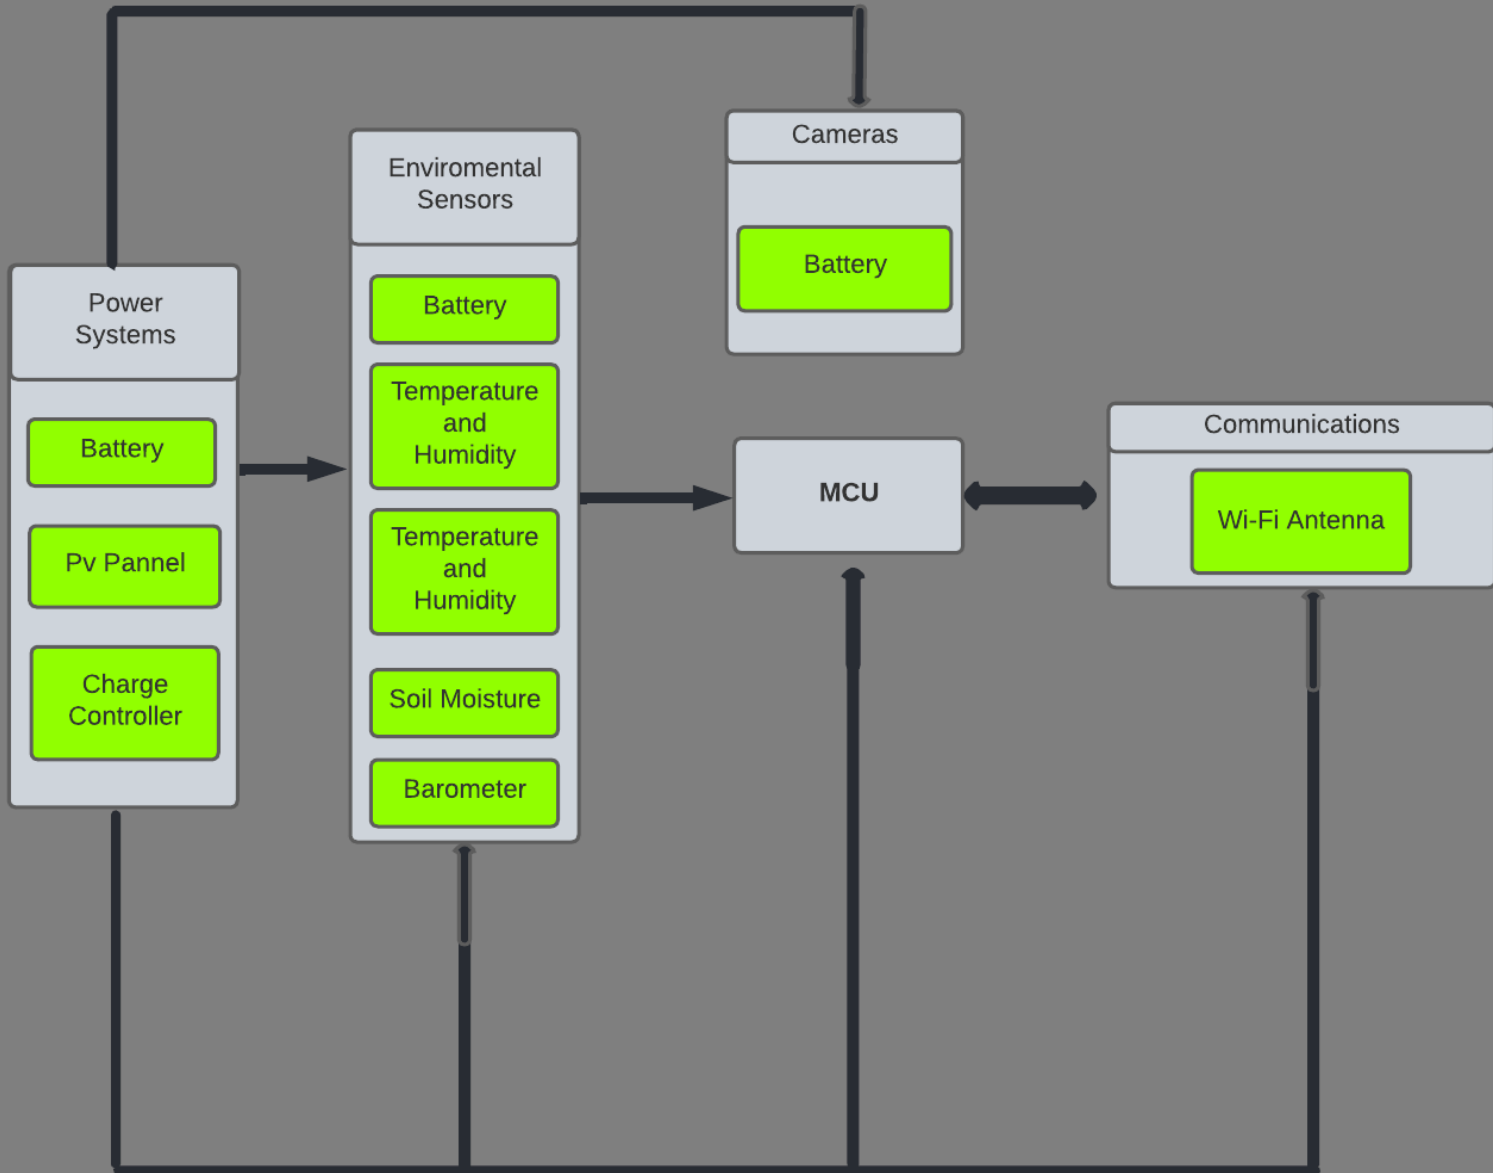 Power
Systems
Battery
Pv Pannel
Charge
Controller
Enviromental
Sensors
Battery
Temperature
and
Humidity
Temperature
and
Humidity
Soil Moisture
Barometer
Cameras
Battery
MCU
Communications
Wi-Fi Antenna